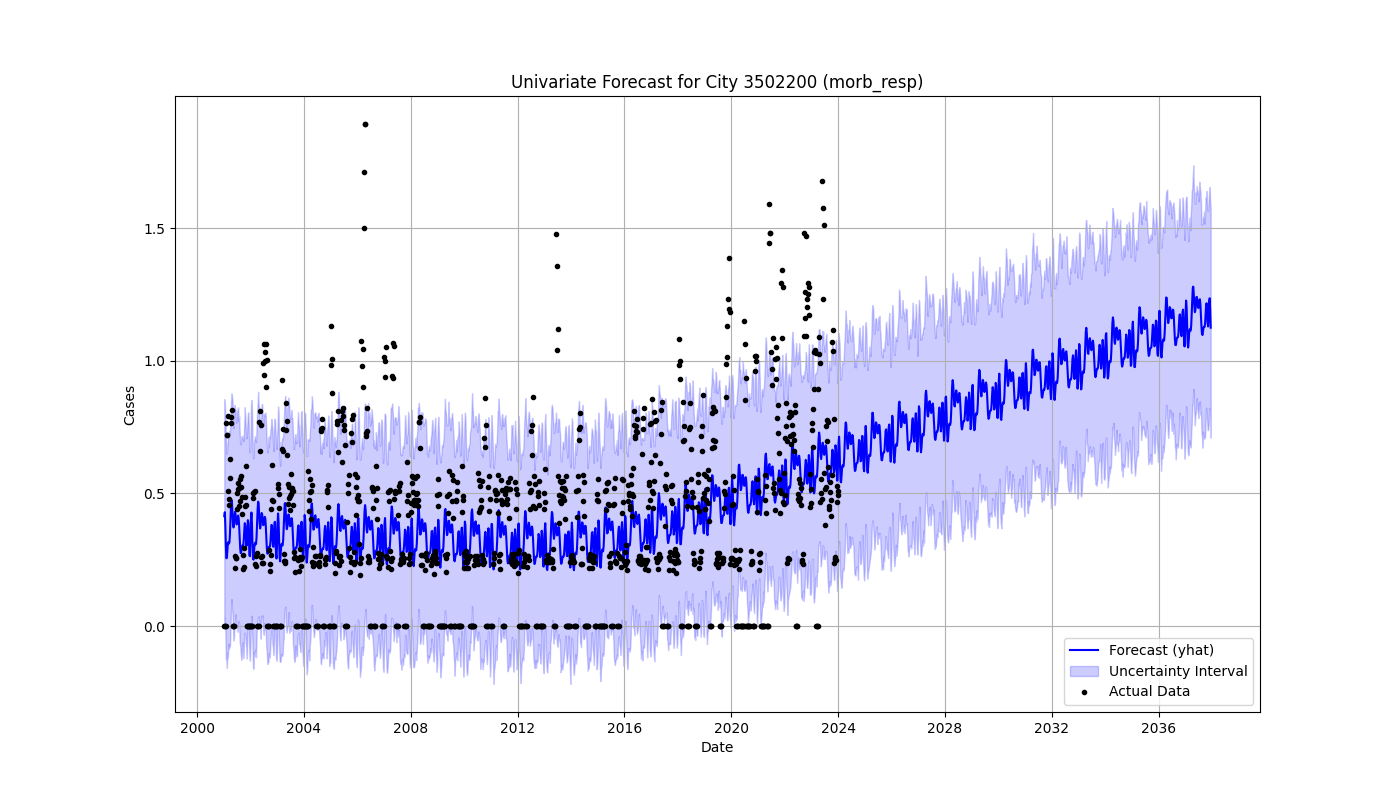 Univariate Forecast for City 3502200 (morb_resp)
Cases
1.5
1.0
0.5
0.0
2000 2004 2008 2012 2016 2020 2024 2028 2032 2036
Date
Forecast (yhat)
Uncertainty Interval
Actual Data